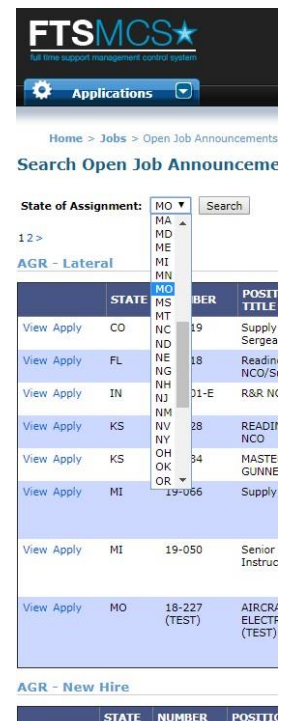 FTSMCS
full time support management control system
Applications
Home > Jobs > Open Job Announcements
Search Open Job Announceme
State of Assignment: MO Search
MA
MD
ME
MI
MN
MO
MS
MT
NC
ND
NE
NG
NH
NJ
NM
NV
NY
OH
OK
OR
1 2 >
AGR - Later al
STATE BER POSIT TITLE
View Apply CO 19 Supply
Sergea
View Apply FL 18 Readin
NCO/S
View Apply IN 01-E R&R NC
View Apply KS 28 READIN
NCO
View Apply KS 34 MASTE
GUNNE
View Apply MI 19-066 Supply
View Apply MI 19-050 Senior
Instruc
View Apply MO 18-227 AIRCRA
(TEST) ELECTR
(TEST)
AGR - New Hire
STATE NUMBER POSITIO